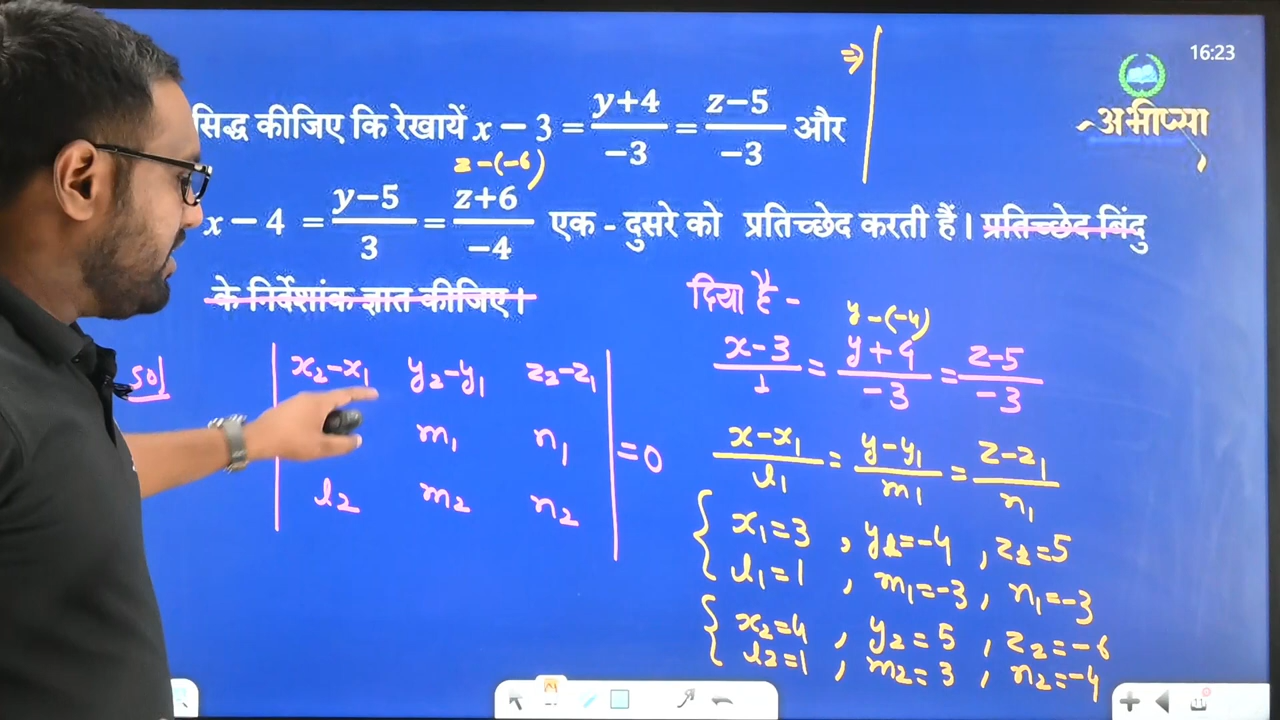 16:23
अभीप्सा
सिद्ध कीजिए कि रेखायें x − 3 = (y+4)/(−3) = (z−5)/(−3) और
⇒ |
z-(-6)
x − 4 = (y−5)/3 = (z+6)/(−4) एक - दुसरे को प्रतिच्छेद करती हैं। प्रतिच्छेद बिंदु
के निर्देशांक ज्ञात कीजिए।
दिया है -
y-(-4)
(x-3)/1 = (y+4)/(-3) = (z-5)/(-3)
Sol
| x₂-x₁ y₂-y₁ z₂-z₁ |
| m₁ n₁ | = 0
| l₂ m₂ n₂ |
(x-x₁)/l₁ = (y-y₁)/m₁ = (z-z₁)/n₁
{ x₁=3 , y₁=-4 , z₁=5
l₁=1 , m₁=-3 , n₁=-3
{ x₂=4 , y₂=5 , z₂=-6
l₂=1 , m₂=3 , n₂=-4